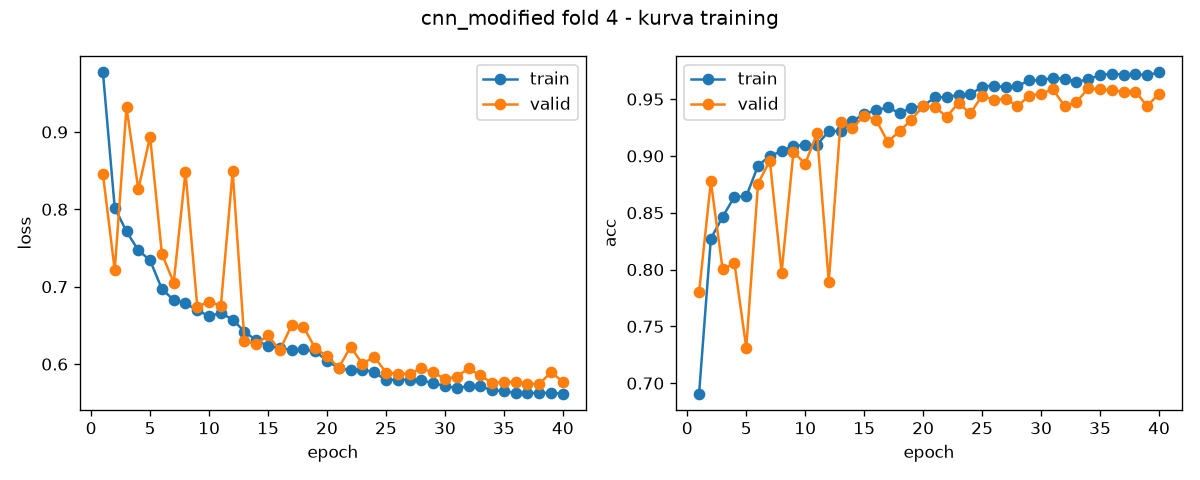 cnn_modified fold 4 - kurva training
train
valid
0.9
0.8
0.7
0.6
loss
0 5 10 15 20 25 30 35 40
epoch
train
valid
0.95
0.90
0.85
0.80
0.75
0.70
acc
0 5 10 15 20 25 30 35 40
epoch